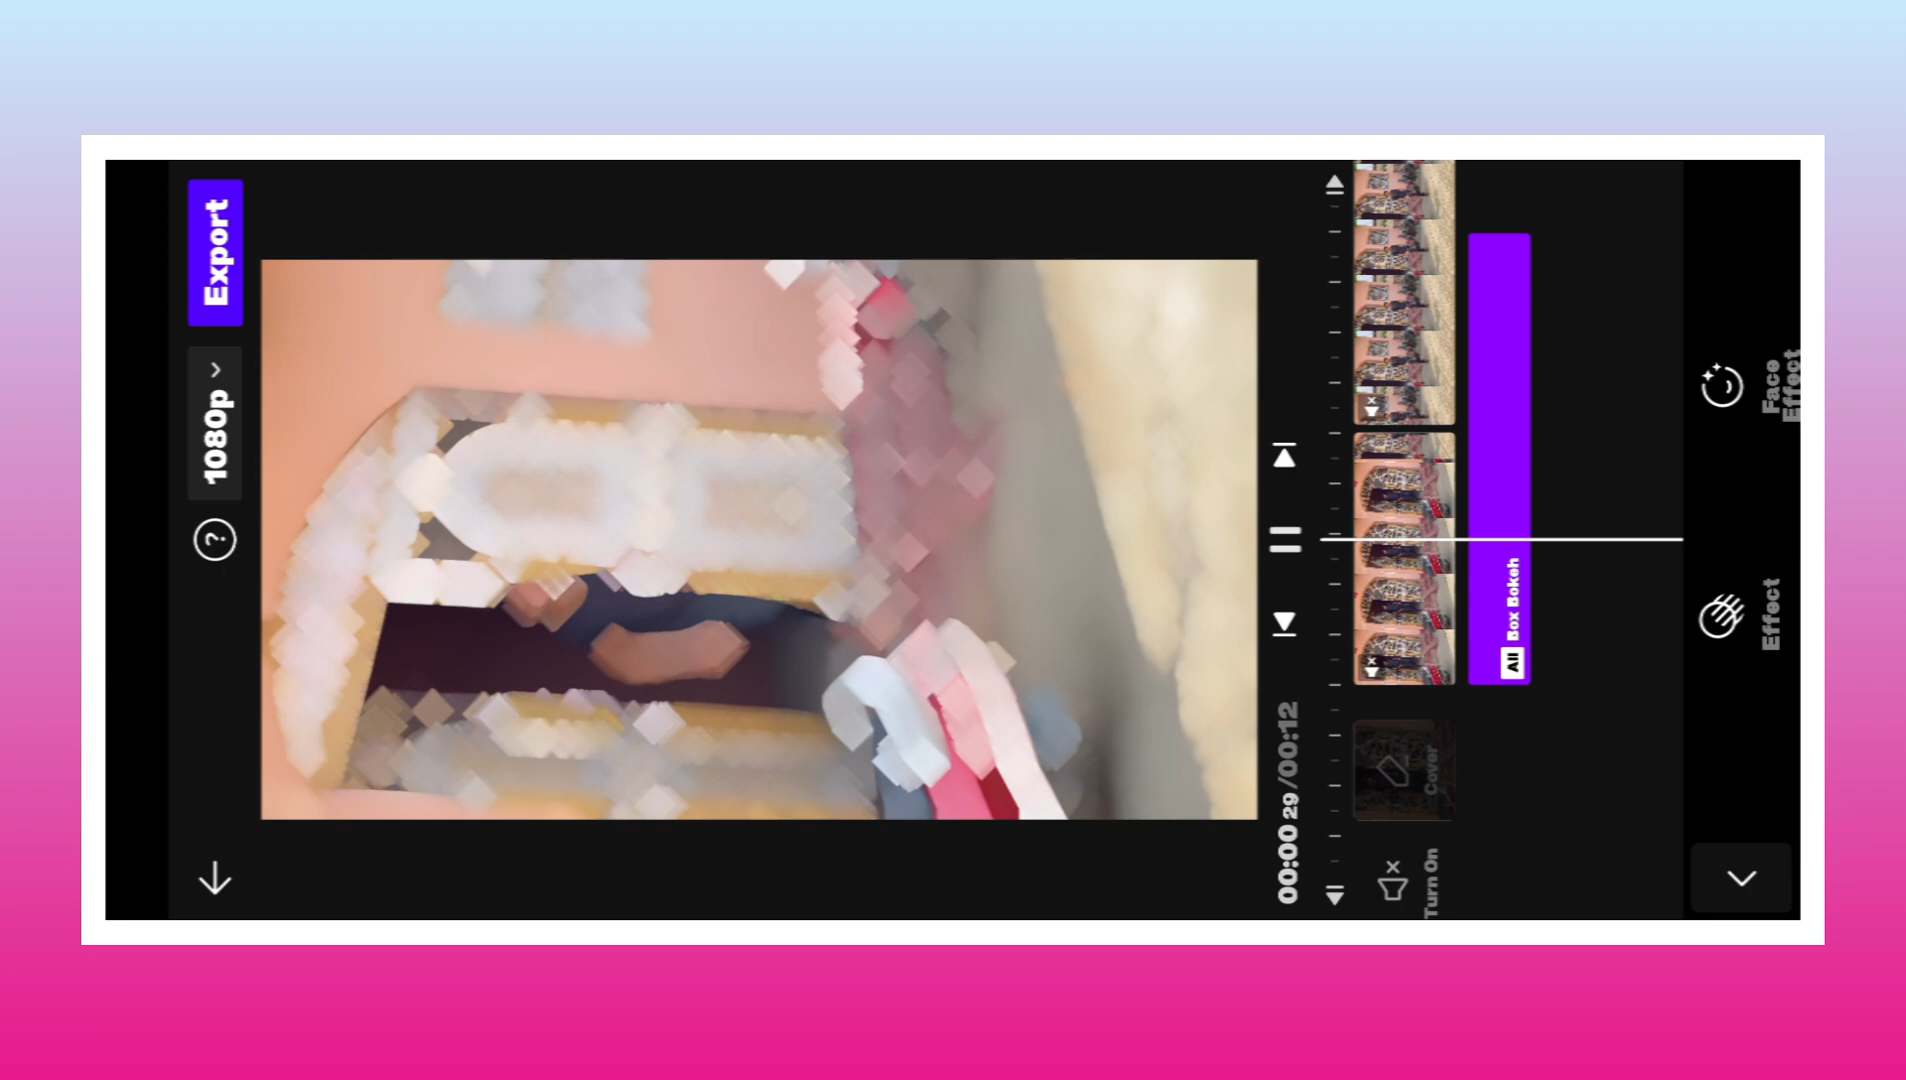 ?
1080p
Export
00:00 29 /00:12
Turn On
Cover
All Box Bokeh
Effect
Face
Effect